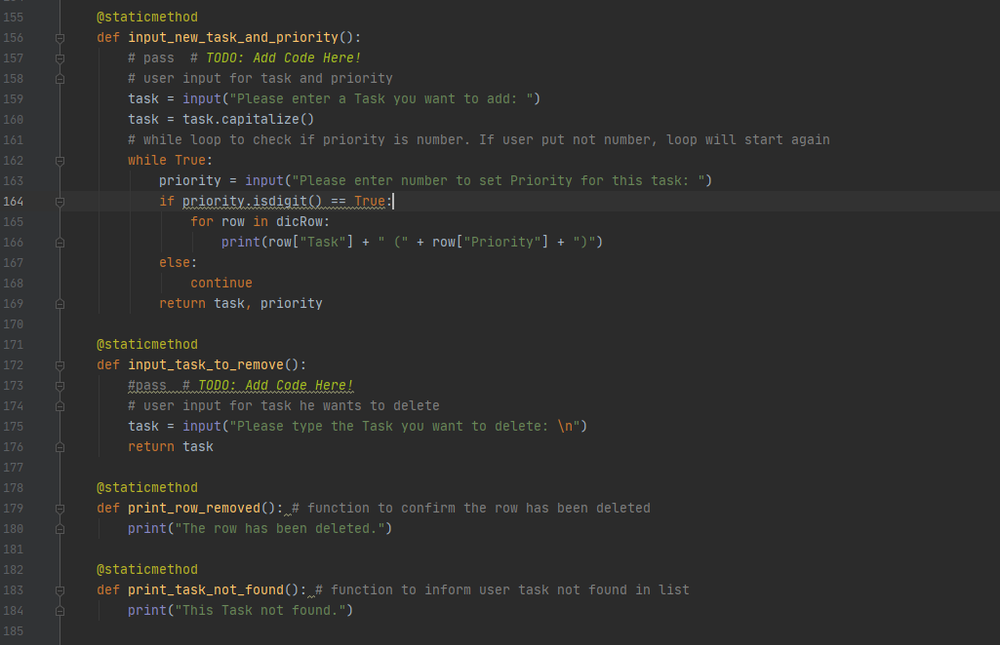 155 @staticmethod
156 def input_new_task_and_priority():
157 # pass  # TODO: Add Code Here!
158 # user input for task and priority
159 task = input("Please enter a Task you want to add: ")
160 task = task.capitalize()
161 # while loop to check if priority is number. If user put not number, loop will start again
162 while True:
163 priority = input("Please enter number to set Priority for this task: ")
164 if priority.isdigit() == True:
165 for row in dicRow:
166 print(row["Task"] + " (" + row["Priority"] + ")")
167 else:
168 continue
169 return task, priority
170
171 @staticmethod
172 def input_task_to_remove():
173 #pass  # TODO: Add Code Here!
174 # user input for task he wants to delete
175 task = input("Please type the Task you want to delete: \n")
176 return task
177
178 @staticmethod
179 def print_row_removed(): # function to confirm the row has been deleted
180 print("The row has been deleted.")
181
182 @staticmethod
183 def print_task_not_found(): # function to inform user task not found in list
184 print("This Task not found.")
185